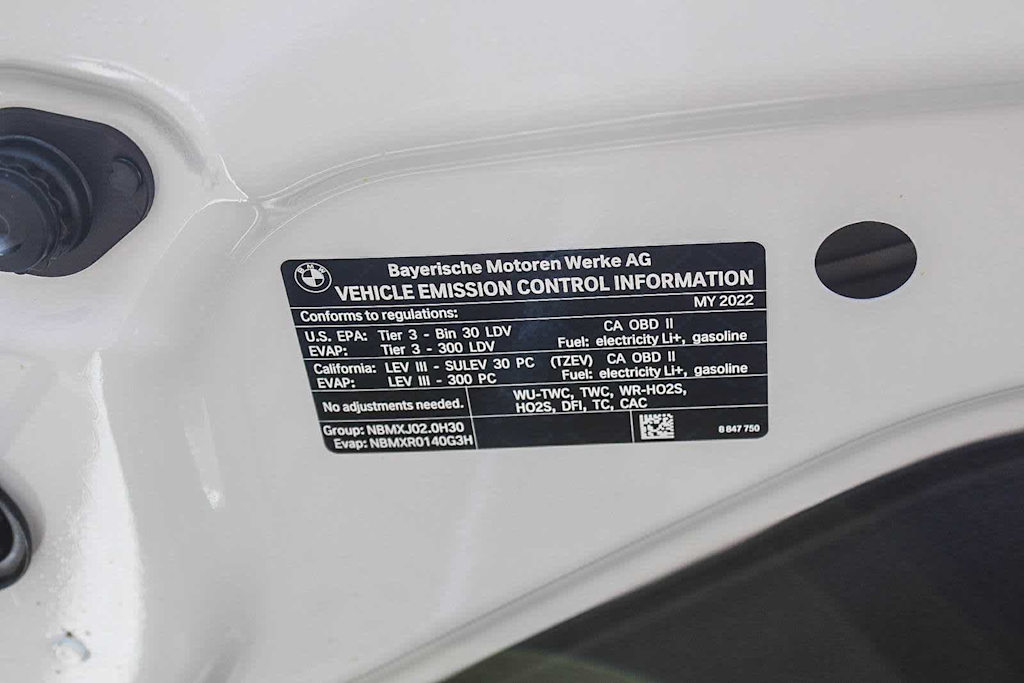 BMW
Bayerische Motoren Werke AG
VEHICLE EMISSION CONTROL INFORMATION
MY 2022
Conforms to regulations:
U.S. EPA: Tier 3 - Bin 30 LDV CA OBD II
EVAP: Tier 3 - 300 LDV Fuel: electricity Li+, gasoline
California: LEV III - SULEV 30 PC (TZEV) CA OBD II
EVAP: LEV III - 300 PC Fuel: electricity Li+, gasoline
No adjustments needed.
WU-TWC, TWC, WR-HO2S,
HO2S, DFI, TC, CAC
Group: NBMXJ02.0H30
Evap: NBMXR0140G3H
8 847 750